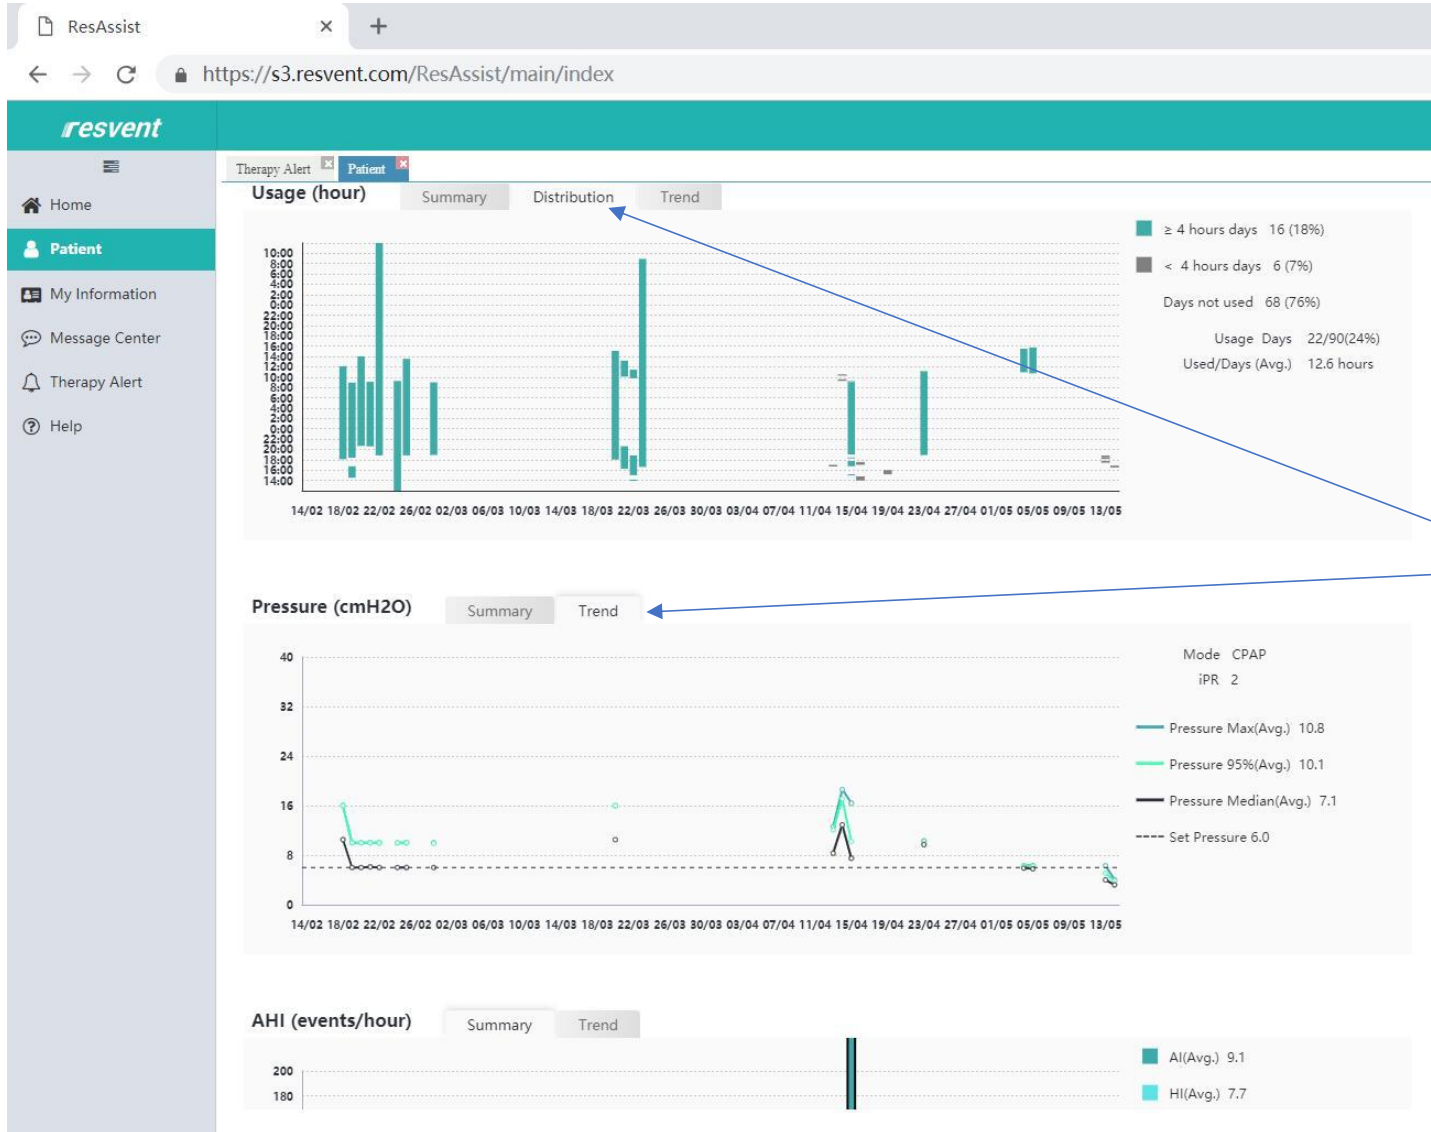 ResAssist
https://s3.resvent.com/ResAssist/main/index
resvent
Therapy Alert Patient
Home
Patient
My Information
Message Center
Therapy Alert
Help
Usage (hour) Summary Distribution Trend
10:00
8:00
6:00
4:00
2:00
0:00
22:00
20:00
18:00
16:00
14:00
12:00
10:00
8:00
6:00
4:00
2:00
0:00
22:00
20:00
18:00
16:00
14:00
14/02 18/02 22/02 26/02 02/03 06/03 10/03 14/03 18/03 22/03 26/03 30/03 03/04 07/04 11/04 15/04 19/04 23/04 27/04 01/05 05/05 09/05 13/05
≥ 4 hours days 16 (18%)
< 4 hours days 6 (7%)
Days not used 68 (76%)
Usage Days 22/90(24%)
Used/Days (Avg.) 12.6 hours
Pressure (cmH2O) Summary Trend
40
32
24
16
8
0
14/02 18/02 22/02 26/02 02/03 06/03 10/03 14/03 18/03 22/03 26/03 30/03 03/04 07/04 11/04 15/04 19/04 23/04 27/04 01/05 05/05 09/05 13/05
Mode CPAP
iPR 2
Pressure Max(Avg.) 10.8
Pressure 95%(Avg.) 10.1
Pressure Median(Avg.) 7.1
Set Pressure 6.0
AHI (events/hour) Summary Trend
200
180
AI(Avg.) 9.1
HI(Avg.) 7.7